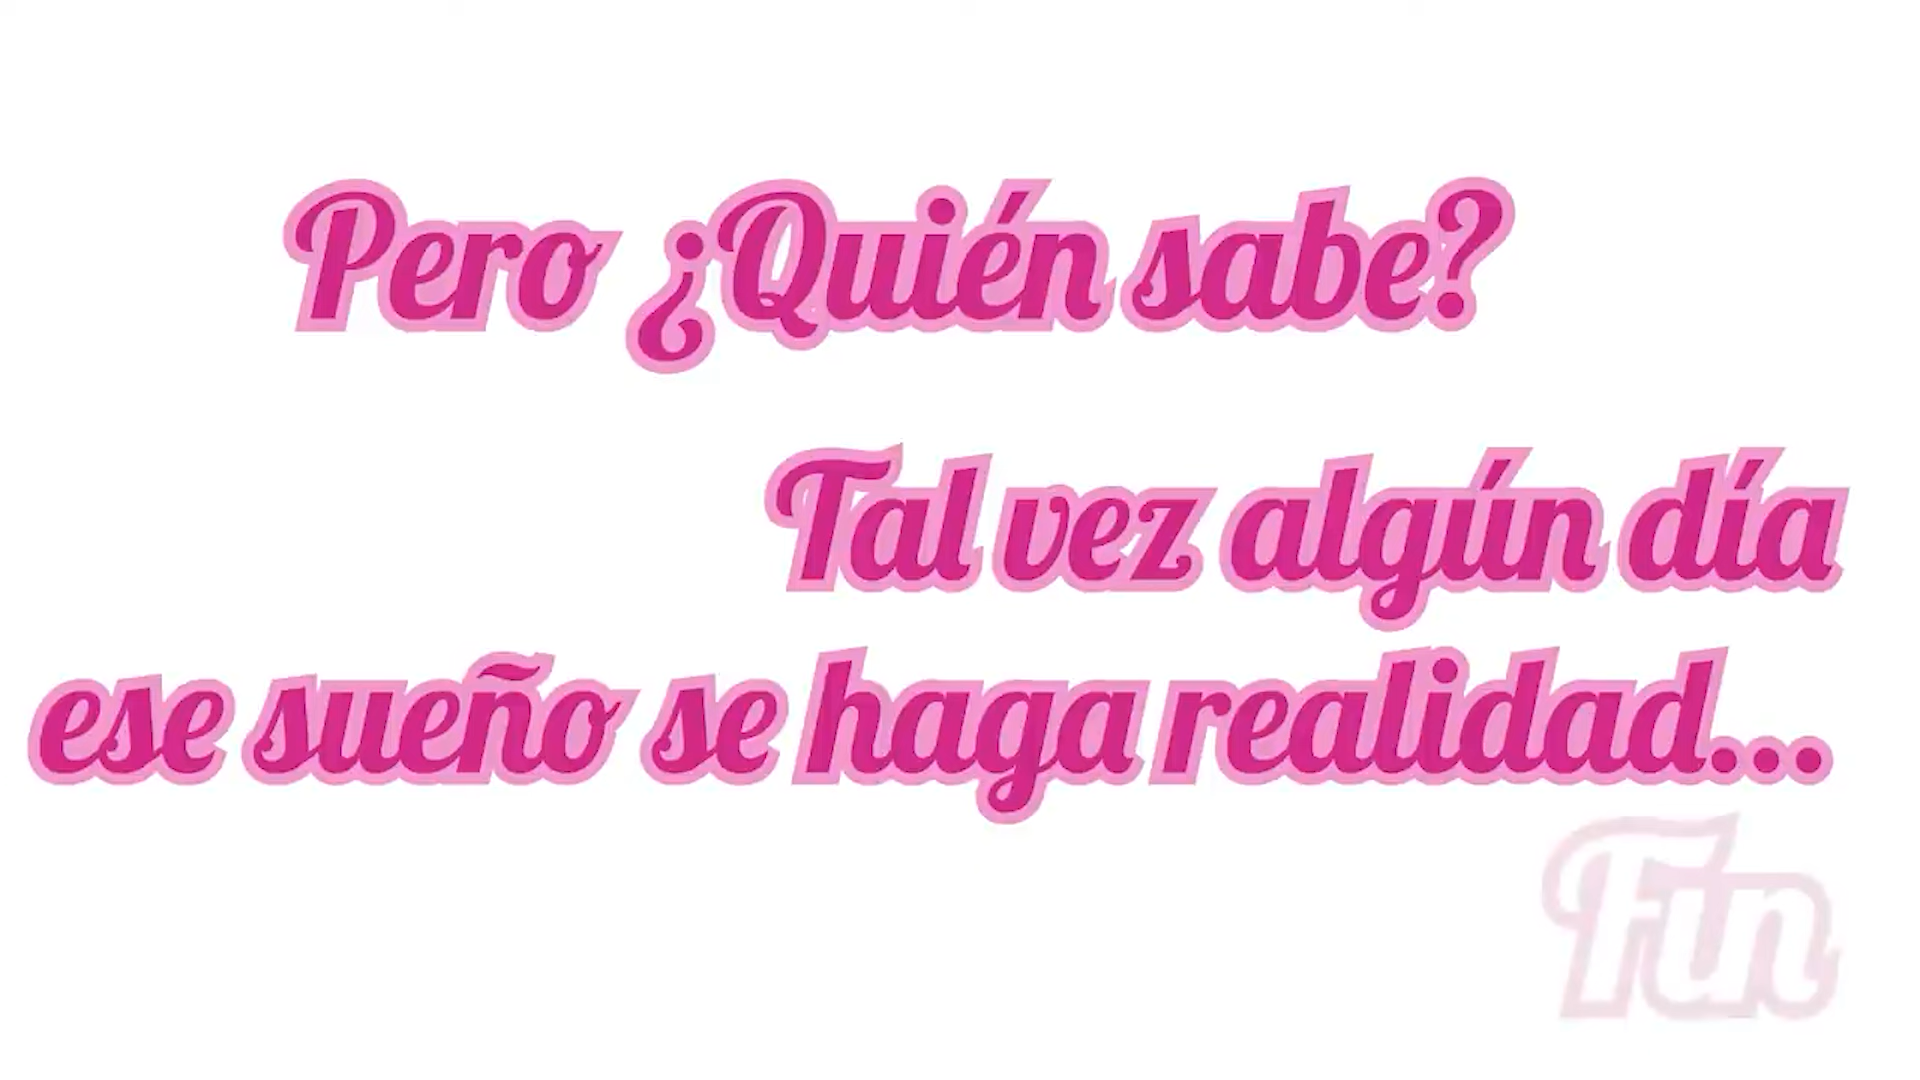 Pero ¿Quién sabe?
Tal vez algún día
ese sueño se haga realidad...
Fin